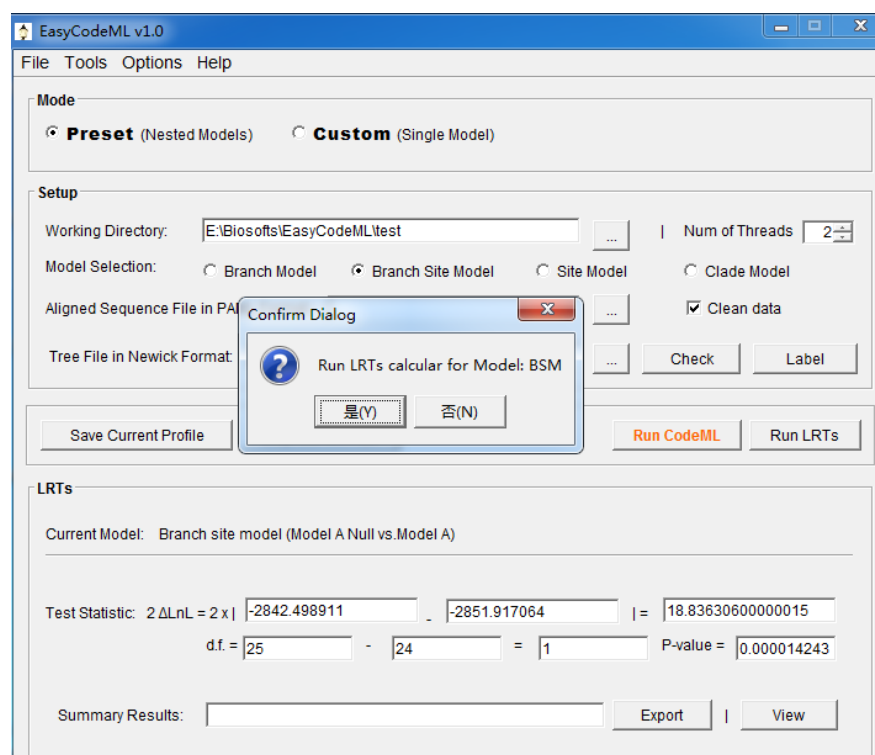 EasyCodeML v1.0
File Tools Options Help
Mode
Preset (Nested Models) Custom (Single Model)
Setup
Working Directory: E:\Biosofts\EasyCodeML\test ... | Num of Threads 2
Model Selection: Branch Model Branch Site Model Site Model Clade Model
Aligned Sequence File in PA ... Clean data
Confirm Dialog
Run LRTs calcular for Model: BSM
是(Y) 否(N)
Tree File in Newick Format: ... Check Label
Save Current Profile Run CodeML Run LRTs
LRTs
Current Model: Branch site model (Model A Null vs.Model A)
Test Statistic: 2 ΔLnL = 2 x | -2842.498911 - -2851.917064 | = 18.83630600000015
d.f. = 25 - 24 = 1 P-value = 0.000014243
Summary Results: Export | View